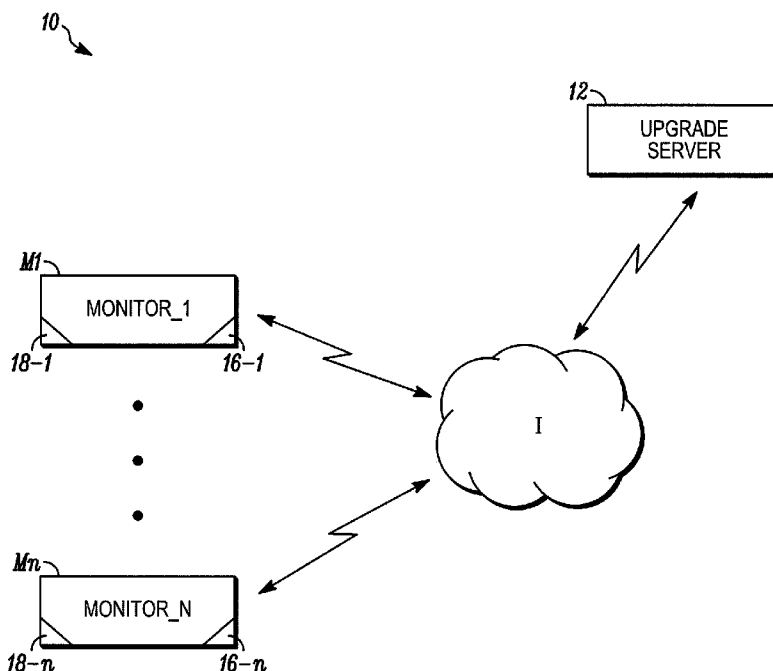 10
12
UPGRADE
SERVER
M1
MONITOR_1
18-1
16-1
I
Mn
MONITOR_N
18-n
16-n